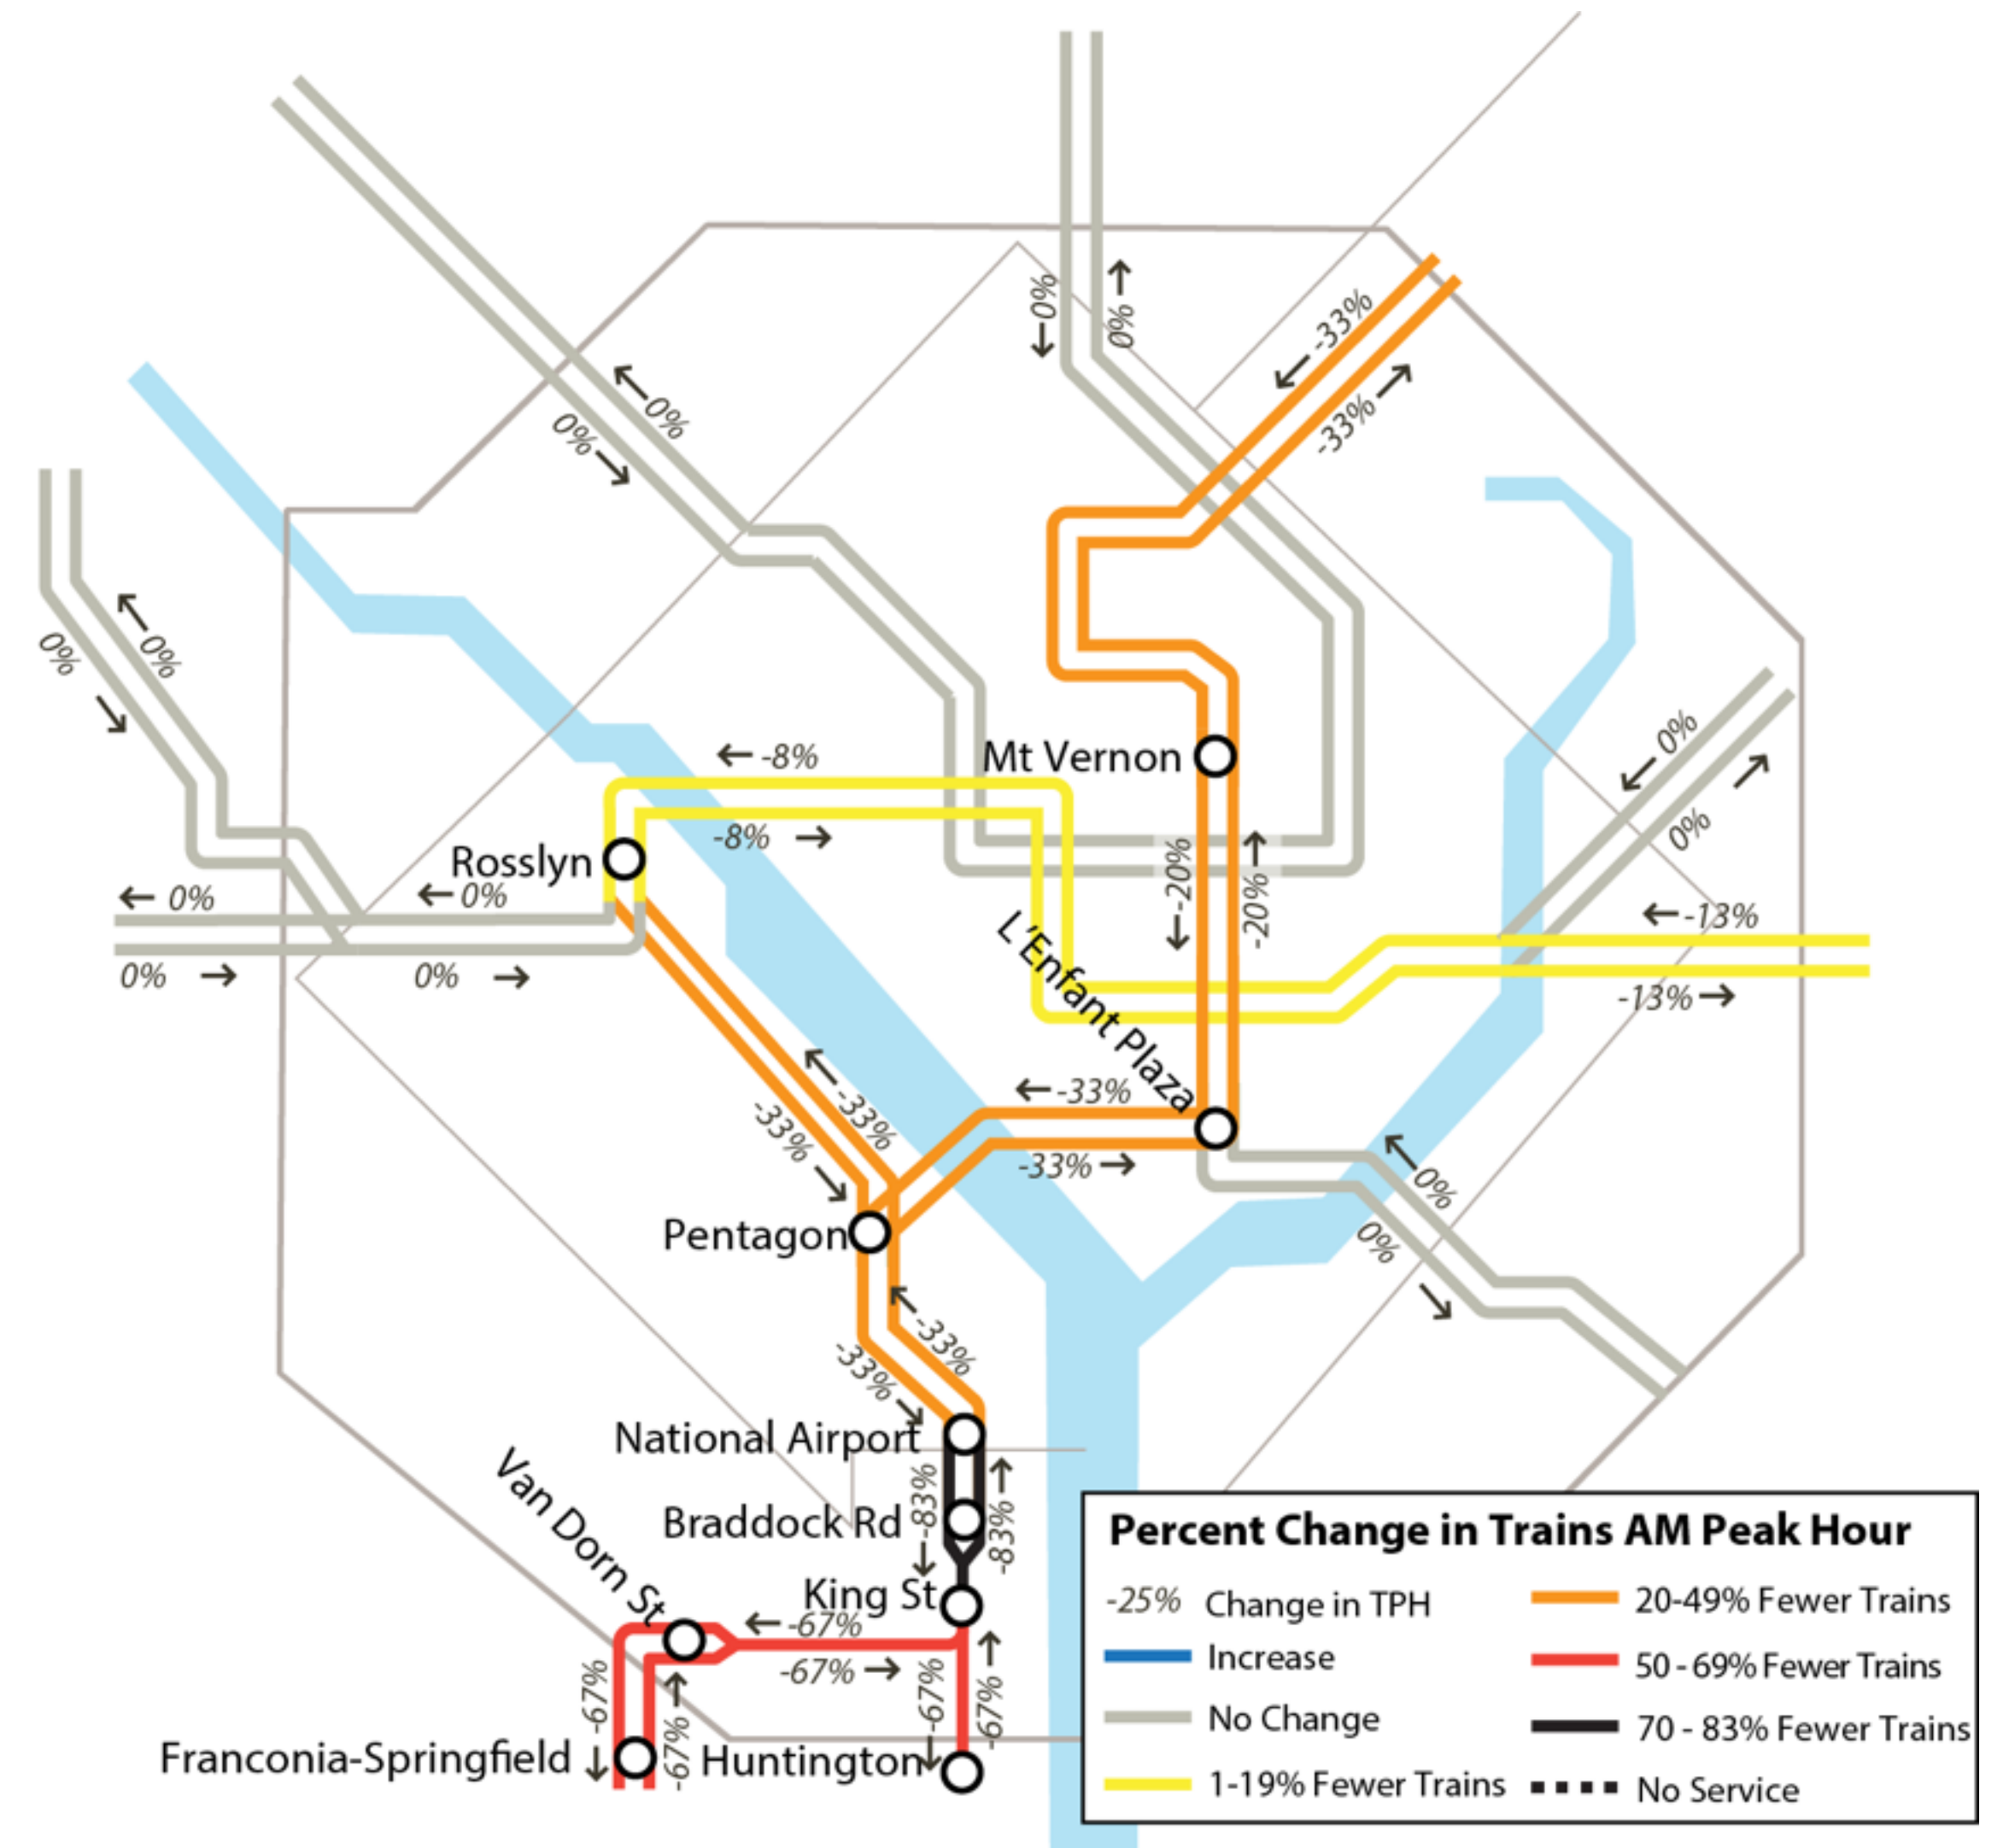 0%
0%
-33%
-33%
0%
0%
0%
0%
0%
0%
-8%
Mt Vernon
-8%
Rosslyn
-20%
-20%
0%
0%
-13%
0%
0%
-13%
L'Enfant Plaza
-33%
-33%
-33%
-33%
0%
0%
Pentagon
-33%
-33%
National Airport
-83%
-83%
Braddock Rd
Van Dorn St
King St
-67%
-67%
-67%
-67%
-67%
-67%
Franconia-Springfield
Huntington
Percent Change in Trains AM Peak Hour
-25% Change in TPH
Increase
No Change
1-19% Fewer Trains
20-49% Fewer Trains
50 - 69% Fewer Trains
70 - 83% Fewer Trains
No Service